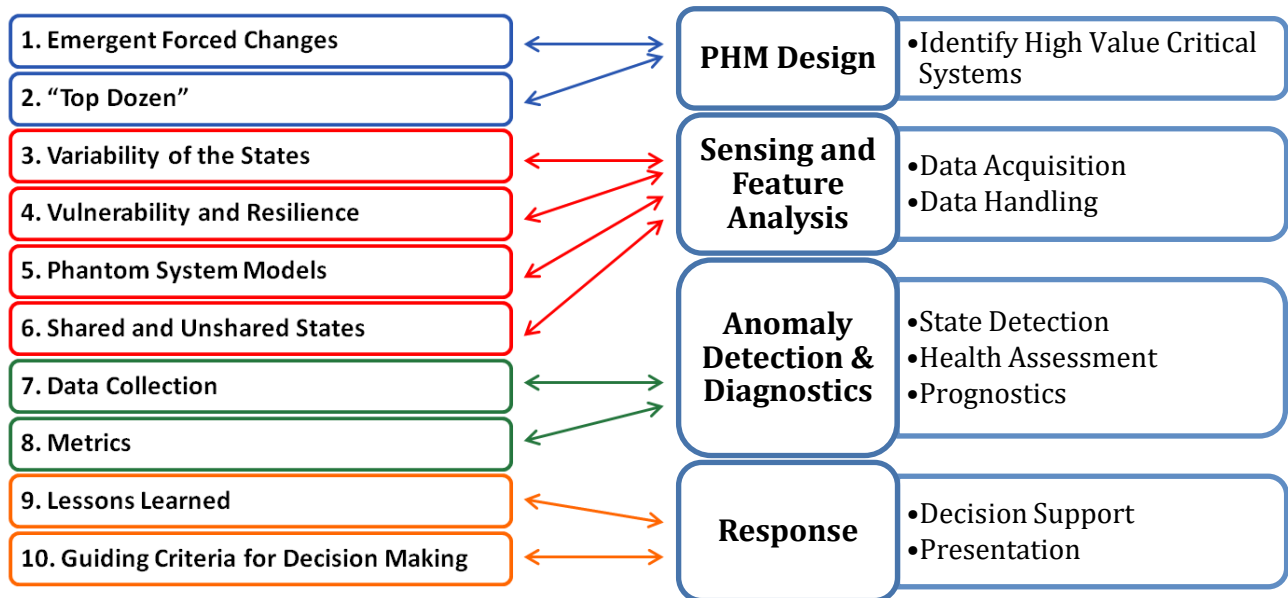 1. Emergent Forced Changes
2. “Top Dozen”
3. Variability of the States
4. Vulnerability and Resilience
5. Phantom System Models
6. Shared and Unshared States
7. Data Collection
8. Metrics
9. Lessons Learned
10. Guiding Criteria for Decision Making
PHM Design
•Identify High Value Critical
Systems
Sensing and
Feature
Analysis
•Data Acquisition
•Data Handling
Anomaly
Detection &
Diagnostics
•State Detection
•Health Assessment
•Prognostics
Response
•Decision Support
•Presentation